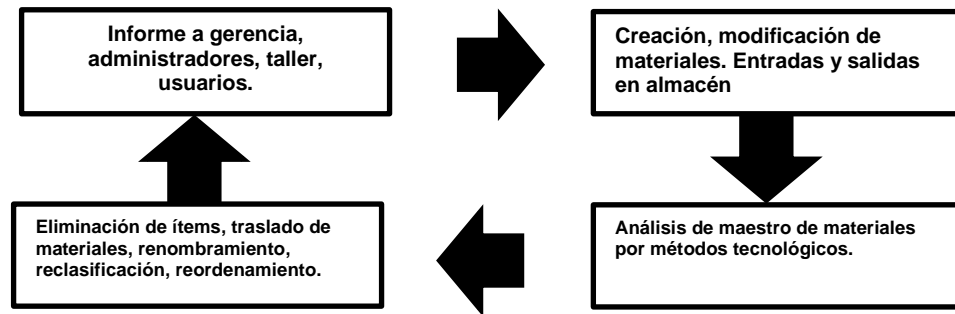 Informe a gerencia,
administradores, taller,
usuarios.
Creación, modificación de
materiales. Entradas y salidas
en almacén
Eliminación de ítems, traslado de
materiales, renombramiento,
reclasificación, reordenamiento.
Análisis de maestro de materiales
por métodos tecnológicos.